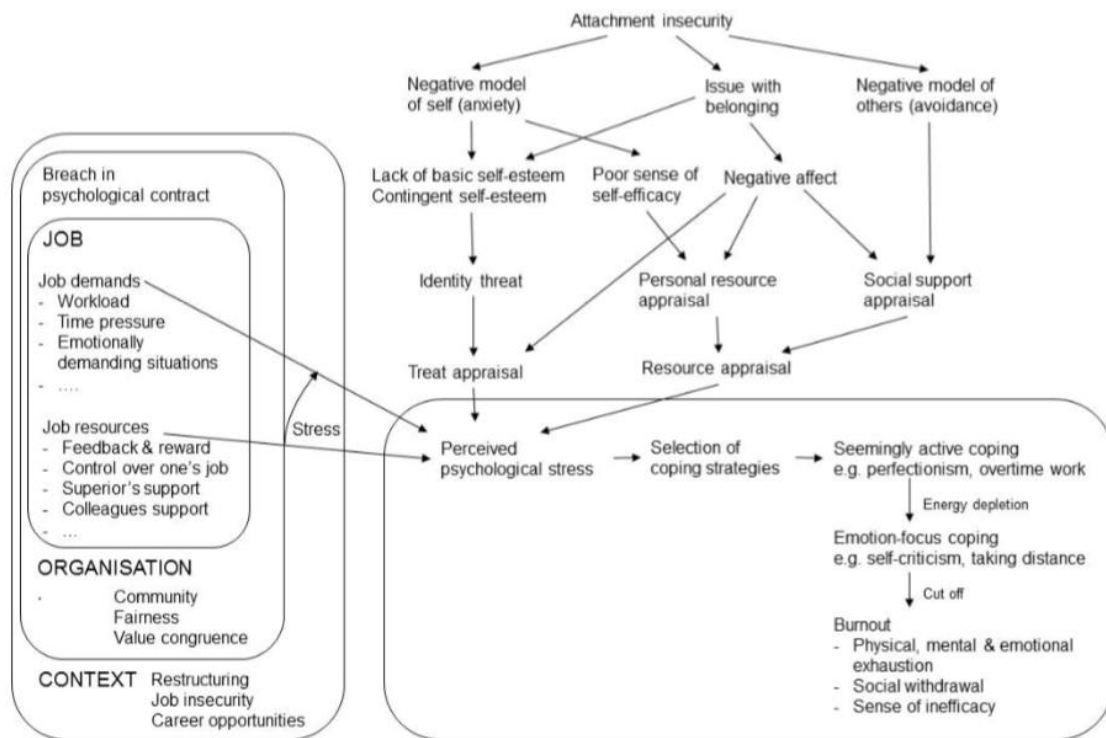 Attachment insecurity
Negative model
of self (anxiety)
Issue with
belonging
Negative model of
others (avoidance)
Lack of basic self-esteem
Contingent self-esteem
Poor sense of
self-efficacy
Negative affect
Identity threat
Personal resource
appraisal
Social support
appraisal
Treat appraisal
Resource appraisal
Breach in
psychological contract
JOB
Job demands
- Workload
- Time pressure
- Emotionally
demanding situations
- ....
Job resources
- Feedback & reward
- Control over one's job
- Superior's support
- Colleagues support
- ...
Stress
ORGANISATION
. Community
Fairness
Value congruence
CONTEXT Restructuring
Job insecurity
Career opportunities
Perceived
psychological stress
Selection of
coping strategies
Seemingly active coping
e.g. perfectionism, overtime work
Energy depletion
Emotion-focus coping
e.g. self-criticism, taking distance
Cut off
Burnout
- Physical, mental & emotional
exhaustion
- Social withdrawal
- Sense of inefficacy